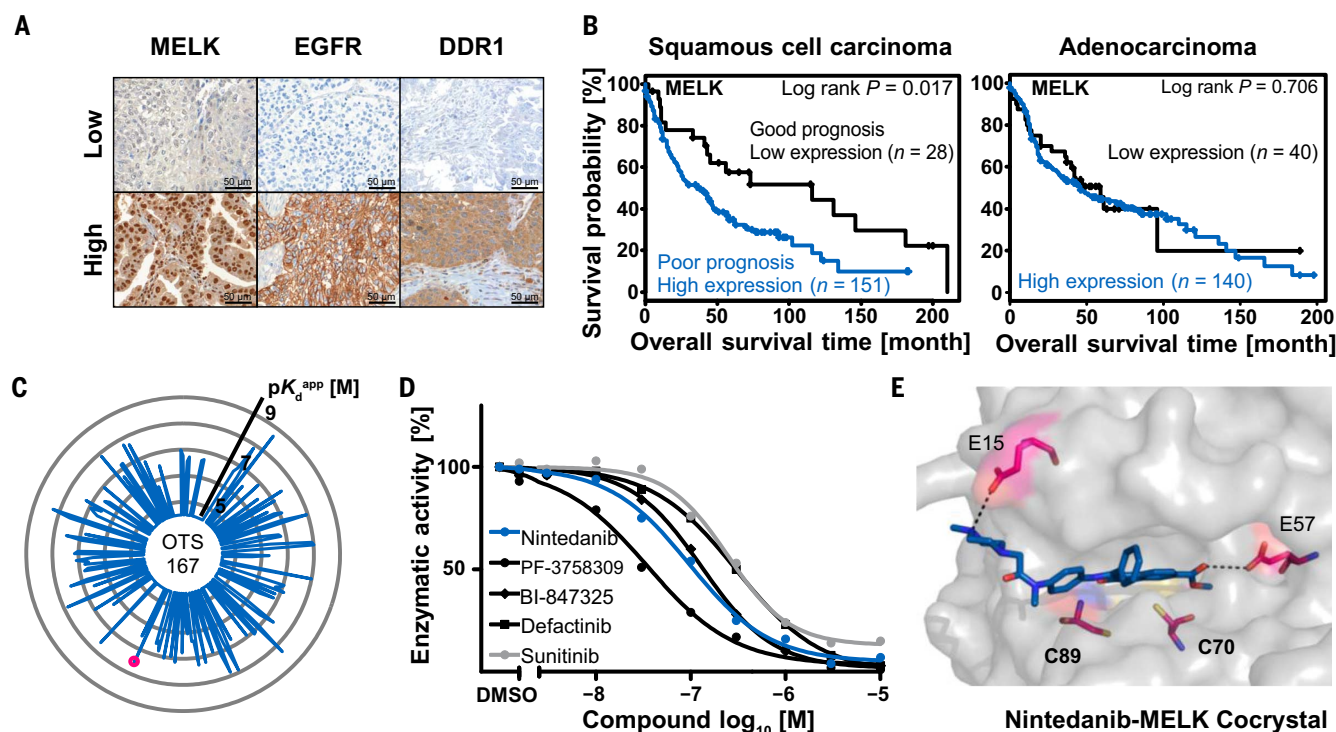 A
MELK EGFR DDR1
Low
50 µm 50 µm 50 µm
High
50 µm 50 µm 50 µm
B
Squamous cell carcinoma
Adenocarcinoma
Survival probability [%]
100
80
60
40
20
0
MELK
Log rank P = 0.017
Good prognosis
Low expression (n = 28)
Poor prognosis
High expression (n = 151)
0 50 100 150 200
Overall survival time [month]
100
80
60
40
20
0
MELK
Log rank P = 0.706
Low expression (n = 40)
High expression (n = 140)
0 50 100 150 200
Overall survival time [month]
C
pKdapp [M]
9
7
5
OTS
167
D
Enzymatic activity [%]
100
50
Nintedanib
PF-3758309
BI-847325
Defactinib
Sunitinib
DMSO −8 −7 −6 −5
Compound log10 [M]
E
E15
E57
C89
C70
Nintedanib-MELK Cocrystal